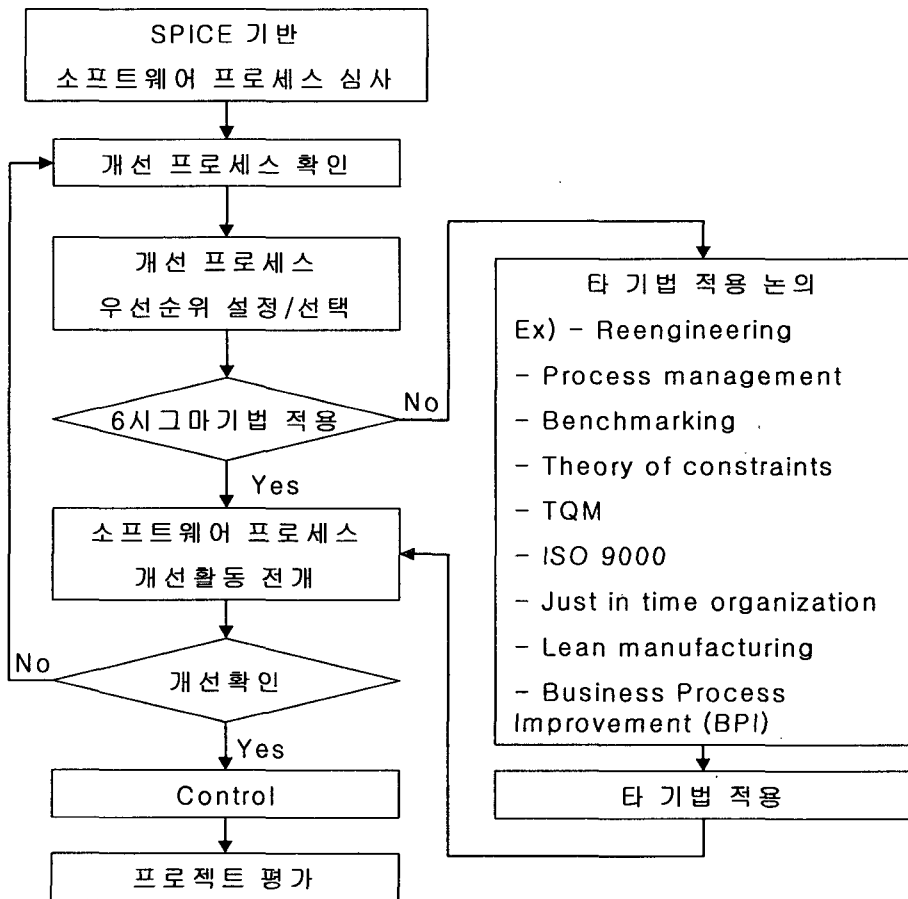 SPICE 기반
소프트웨어 프로세스 심사
개선 프로세스 확인
개선 프로세스
우선순위 설정/선택
6시그마기법 적용
No
Yes
소프트웨어 프로세스
개선활동 전개
No
개선확인
Yes
Control
프로젝트 평가
타 기법 적용 논의
Ex) - Reengineering
- Process management
- Benchmarking
- Theory of constraints
- TQM
- ISO 9000
- Just in time organization
- Lean manufacturing
- Business Process
Improvement (BPI)
타 기법 적용